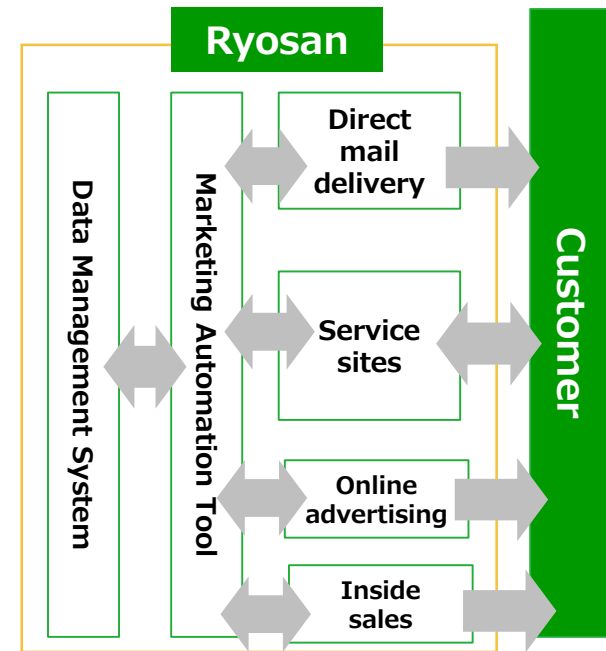 Ryosan
Data Management System
Marketing Automation Tool
Direct
mail
delivery
Service
sites
Online
advertising
Inside
sales
Customer